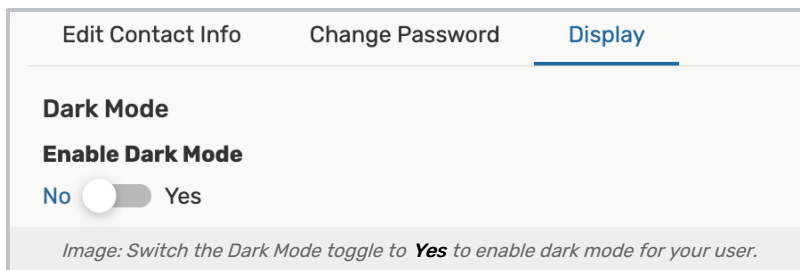 Edit Contact Info Change Password Display
Dark Mode
Enable Dark Mode
No Yes
Image: Switch the Dark Mode toggle to Yes to enable dark mode for your user.